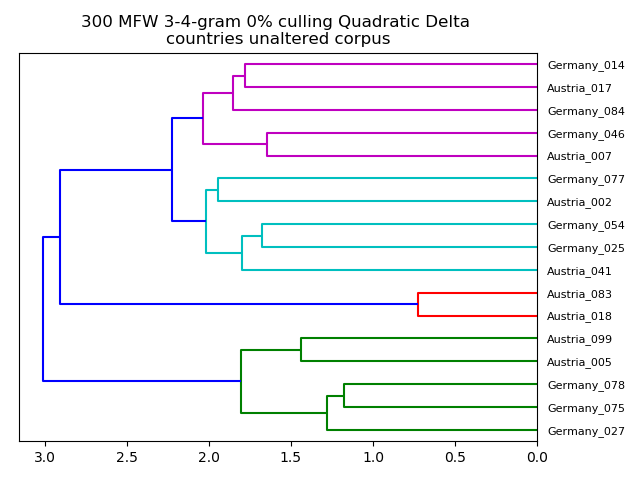 300 MFW 3-4-gram 0% culling Quadratic Delta
countries unaltered corpus
Germany_014
Austria_017
Germany_084
Germany_046
Austria_007
Germany_077
Austria_002
Germany_054
Germany_025
Austria_041
Austria_083
Austria_018
Austria_099
Austria_005
Germany_078
Germany_075
Germany_027
3.0 2.5 2.0 1.5 1.0 0.5 0.0